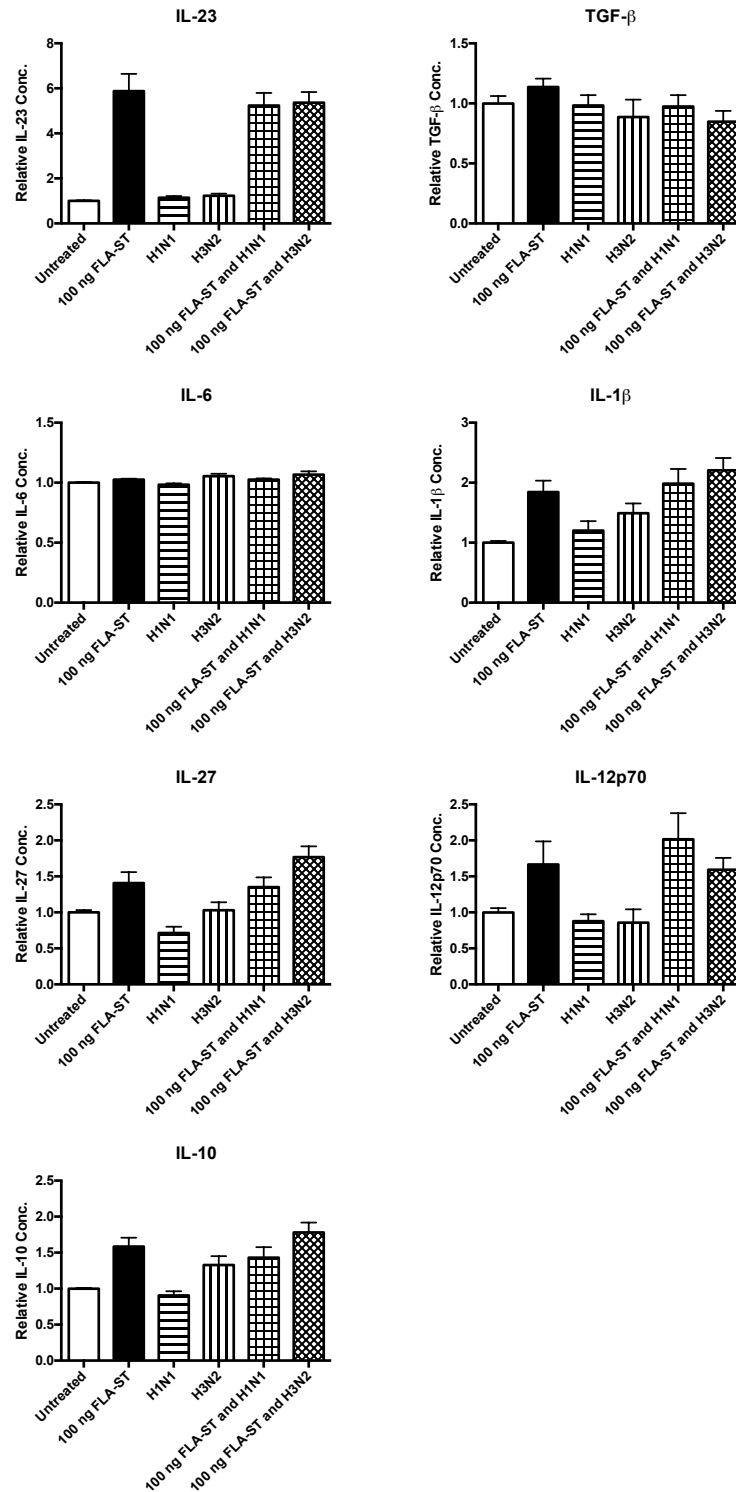 IL-23
Relative IL-23 Conc.
8
6
4
2
0
Untreated
100 ng FLA-ST
H1N1
H3N2
100 ng FLA-ST and H1N1
100 ng FLA-ST and H3N2
TGF-β
Relative TGF-β Conc.
1.5
1.0
0.5
0.0
Untreated
100 ng FLA-ST
H1N1
H3N2
100 ng FLA-ST and H1N1
100 ng FLA-ST and H3N2
IL-6
Relative IL-6 Conc.
1.5
1.0
0.5
0.0
Untreated
100 ng FLA-ST
H1N1
H3N2
100 ng FLA-ST and H1N1
100 ng FLA-ST and H3N2
IL-1β
Relative IL-1β Conc.
3
2
1
0
Untreated
100 ng FLA-ST
H1N1
H3N2
100 ng FLA-ST and H1N1
100 ng FLA-ST and H3N2
IL-27
Relative IL-27 Conc.
2.5
2.0
1.5
1.0
0.5
0.0
Untreated
100 ng FLA-ST
H1N1
H3N2
100 ng FLA-ST and H1N1
100 ng FLA-ST and H3N2
IL-12p70
Relative IL-12p70 Conc.
2.5
2.0
1.5
1.0
0.5
0.0
Untreated
100 ng FLA-ST
H1N1
H3N2
100 ng FLA-ST and H1N1
100 ng FLA-ST and H3N2
IL-10
Relative IL-10 Conc.
2.5
2.0
1.5
1.0
0.5
0.0
Untreated
100 ng FLA-ST
H1N1
H3N2
100 ng FLA-ST and H1N1
100 ng FLA-ST and H3N2